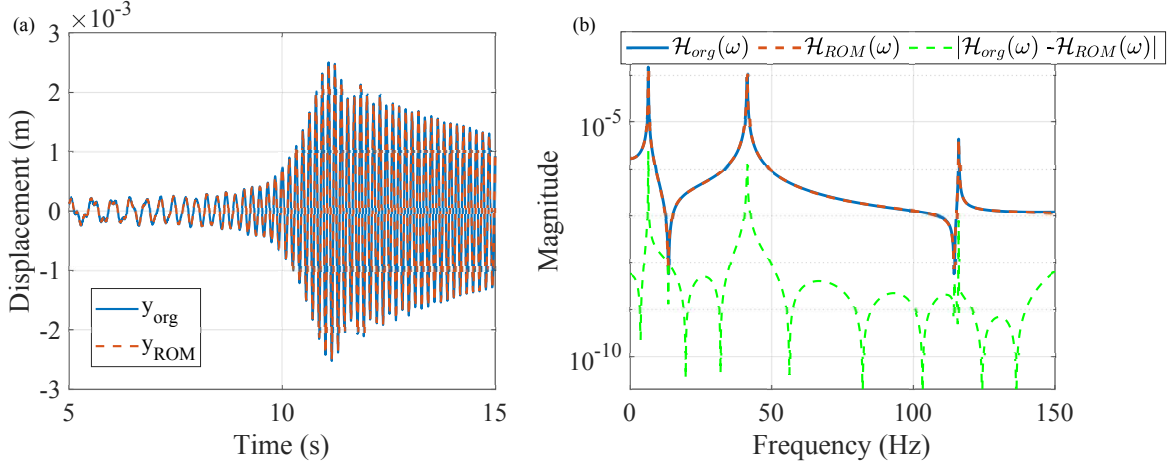 (a)
×10⁻³
3
2
1
0
-1
-2
-3
Displacement (m)
y_org
y_ROM
5
10
15
Time (s)
(b)
ℋ_org(ω) ℋ_ROM(ω) |ℋ_org(ω) -ℋ_ROM(ω)|
10⁻⁵
10⁻¹⁰
Magnitude
0
50
100
150
Frequency (Hz)